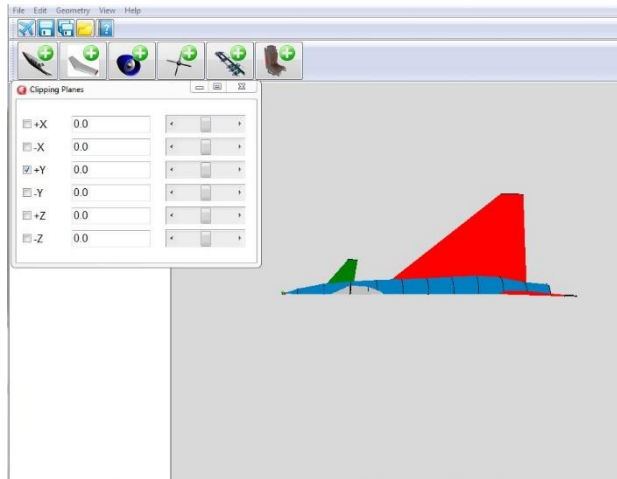 File Edit Geometry View Help
?
Clipping Planes
+X 0.0
-X 0.0
+Y 0.0
-Y 0.0
+Z 0.0
-Z 0.0